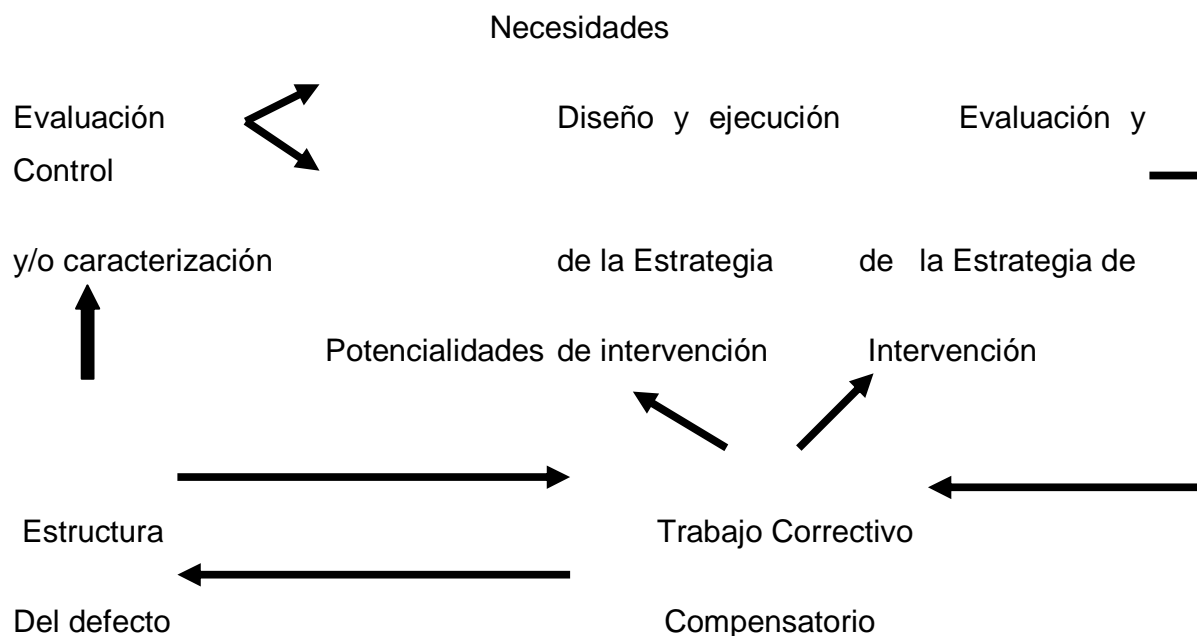 Necesidades
Evaluación Diseño y ejecución Evaluación y
Control
y/o caracterización de la Estrategia de la Estrategia de
Potencialidades de intervención Intervención
Estructura Trabajo Correctivo
Del defecto Compensatorio